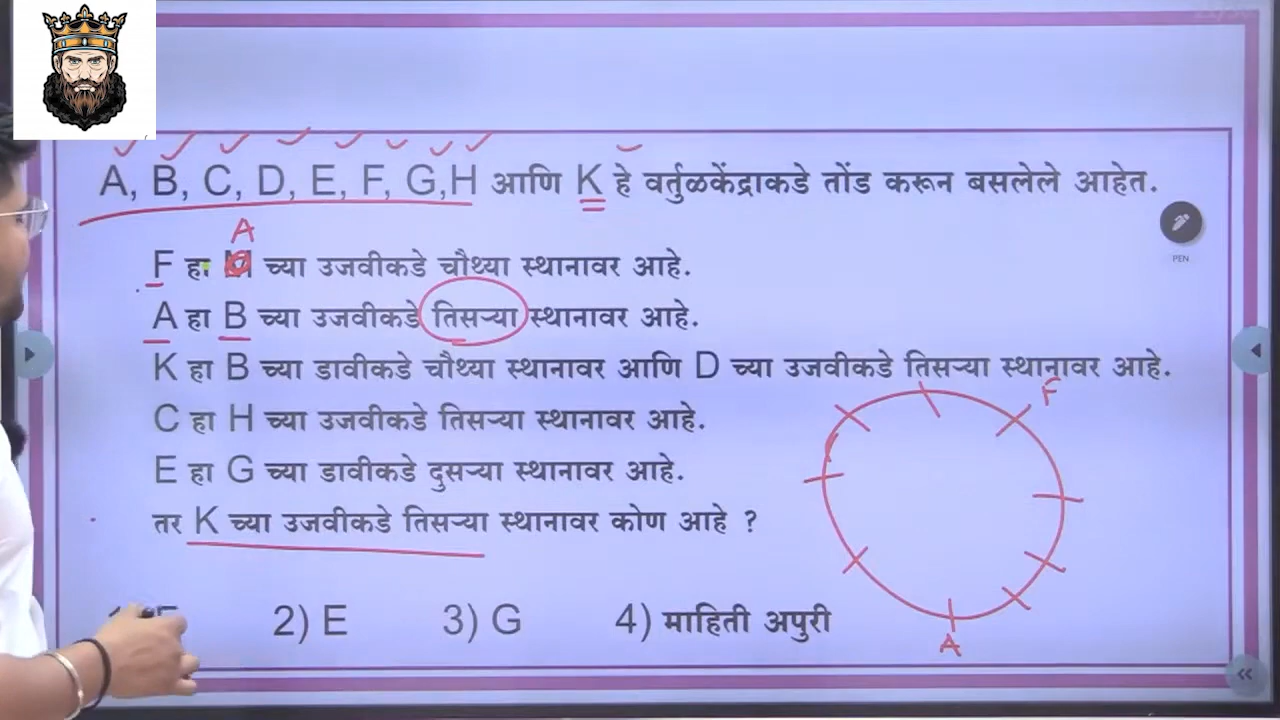 A, B, C, D, E, F, G,H आणि K हे वर्तुळकेंद्राकडे तोंड करून बसलेले आहेत.
A
F हा च्या उजवीकडे चौथ्या स्थानावर आहे.
A हा B च्या उजवीकडे तिसऱ्या स्थानावर आहे.
K हा B च्या डावीकडे चौथ्या स्थानावर आणि D च्या उजवीकडे तिसऱ्या स्थानावर आहे.
F
C हा H च्या उजवीकडे तिसऱ्या स्थानावर आहे.
E हा G च्या डावीकडे दुसऱ्या स्थानावर आहे.
तर K च्या उजवीकडे तिसऱ्या स्थानावर कोण आहे ?
2) E 3) G 4) माहिती अपुरी
A
PEN